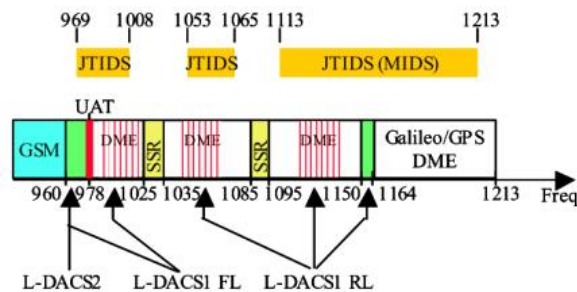 969 1008 1053 1065 1113 1213
JTIDS JTIDS JTIDS (MIDS)
UAT
GSM DME SSR DME SSR DME Galileo/GPS
DME
960 978 1025 1035 1085 1095 1150 1164 1213 Freq
L-DACS2 L-DACS1 FL L-DACS1 RL